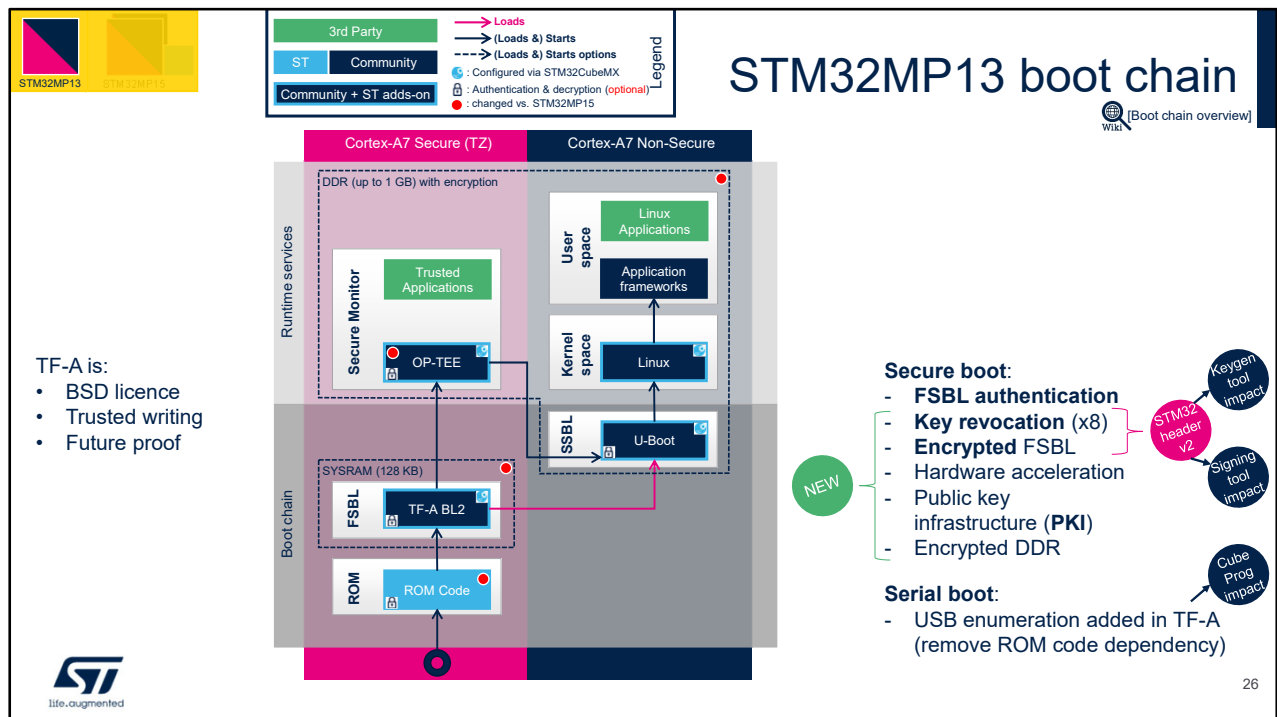 STM32MP13
STM32MP15
3rd Party
ST
Community
Community + ST adds-on
Loads
(Loads &) Starts
(Loads &) Starts options
: Configured via STM32CubeMX
: Authentication & decryption (optional)
: changed vs. STM32MP15
Legend
STM32MP13 boot chain
Wiki
[Boot chain overview]
Cortex-A7 Secure (TZ)
Cortex-A7 Non-Secure
Runtime services
DDR (up to 1 GB) with encryption
User
space
Linux
Applications
Application
frameworks
Secure Monitor
Trusted
Applications
OP-TEE
Kernel
space
Linux
Boot chain
SSBL
U-Boot
SYSRAM (128 KB)
FSBL
TF-A BL2
ROM
ROM Code
TF-A is:
• BSD licence
• Trusted writing
• Future proof
Secure boot:
- FSBL authentication
- Key revocation (x8)
- Encrypted FSBL
- Hardware acceleration
- Public key
infrastructure (PKI)
- Encrypted DDR
NEW
STM32
header
v2
Keygen
tool
impact
Signing
tool
impact
Serial boot:
- USB enumeration added in TF-A
(remove ROM code dependency)
Cube
Prog
impact
ST
life.augmented
26